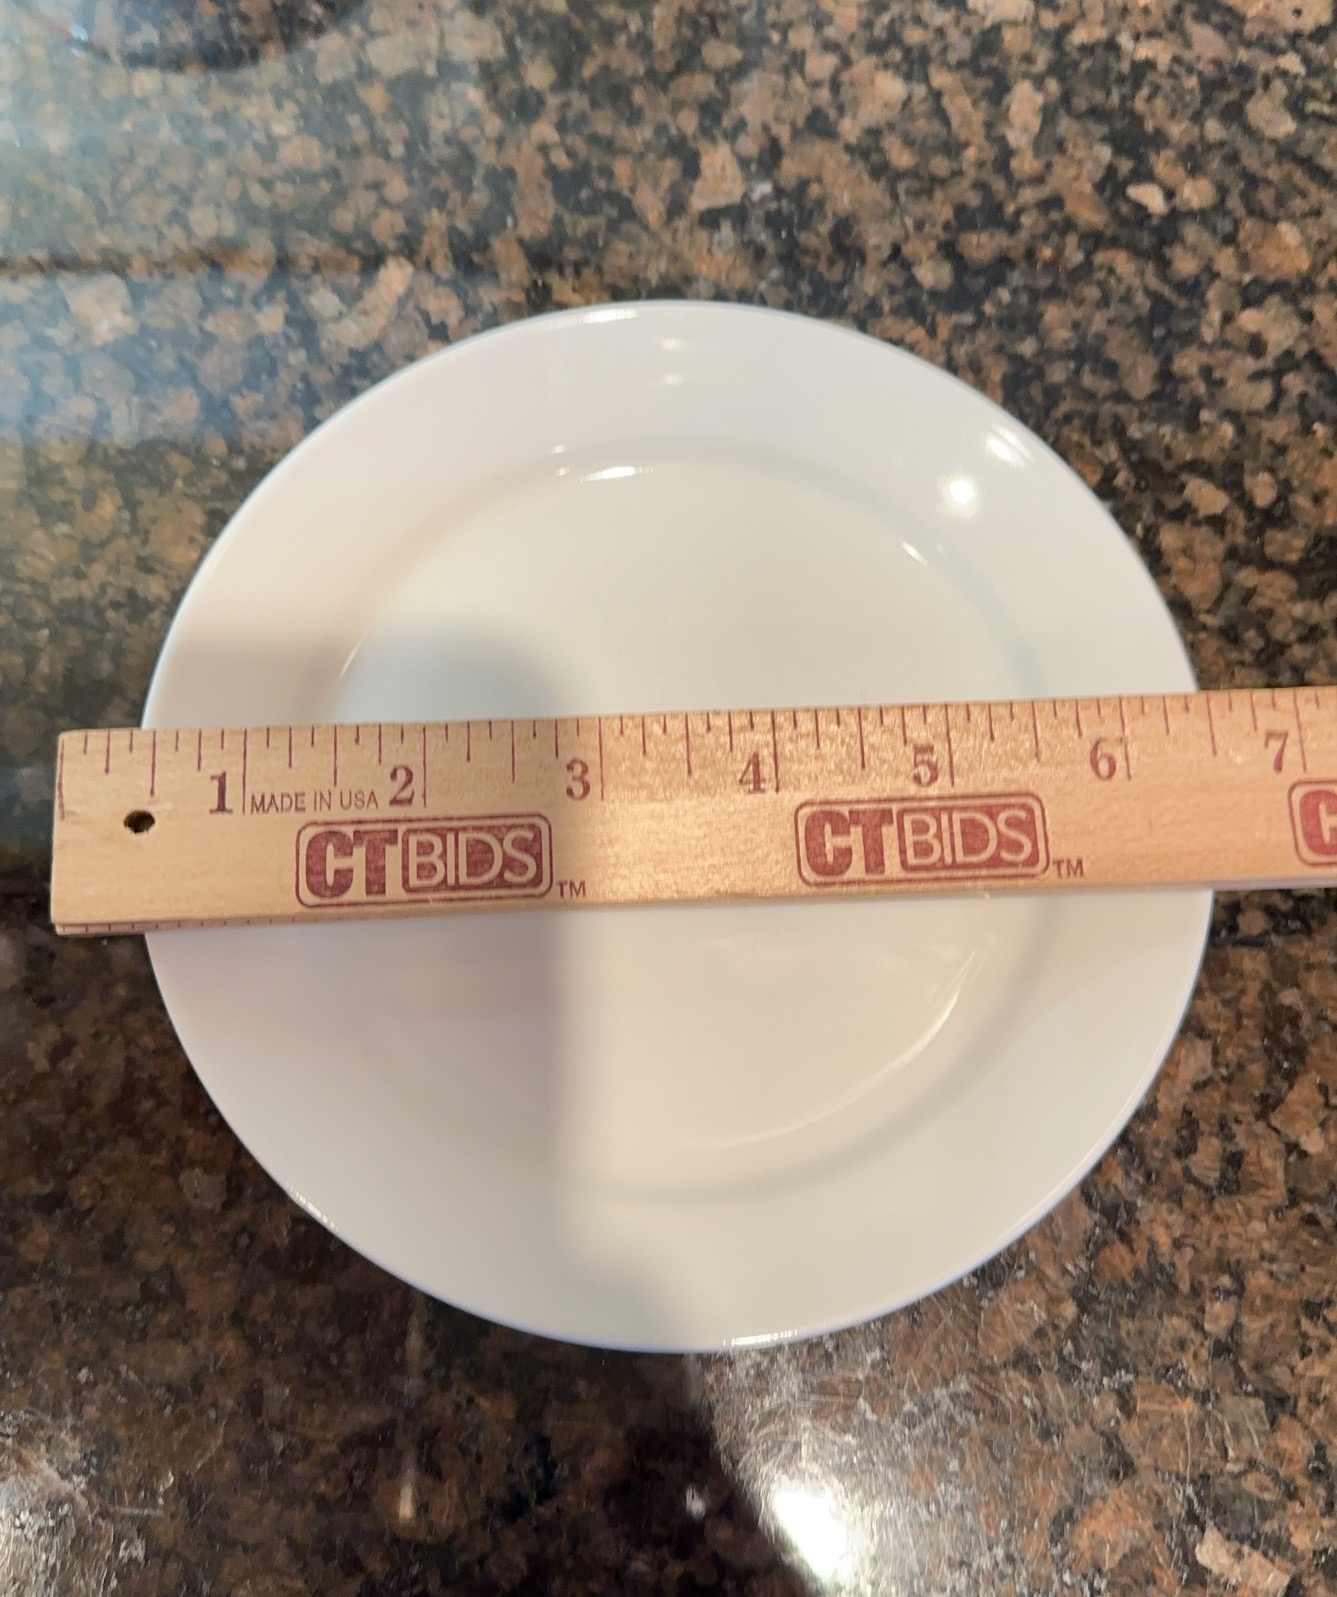 1 2 3 4 5 6 7
MADE IN USA
CTBIDS™ CTBIDS™ C